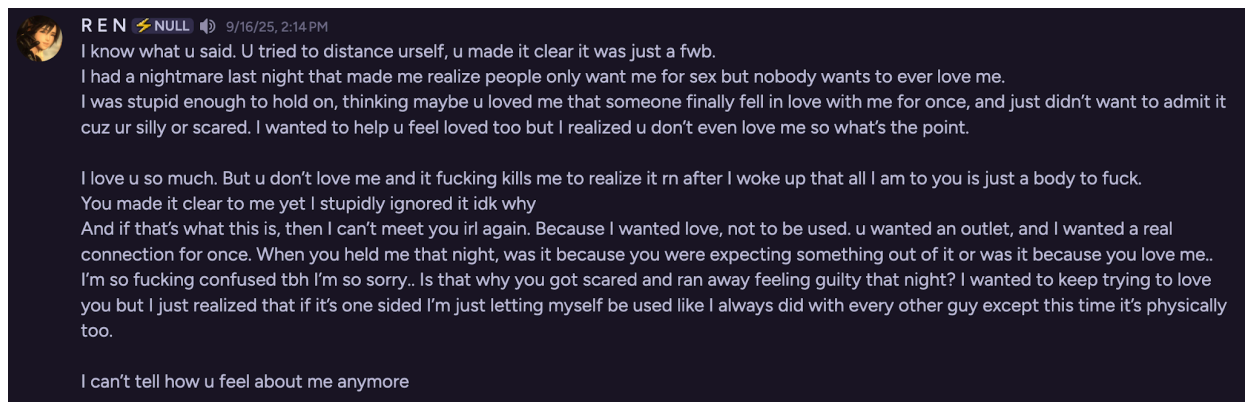 R E N ⚡NULL 9/16/25, 2:14 PM
I know what u said. U tried to distance urself, u made it clear it was just a fwb.
I had a nightmare last night that made me realize people only want me for sex but nobody wants to ever love me.
I was stupid enough to hold on, thinking maybe u loved me that someone finally fell in love with me for once, and just didn't want to admit it
cuz ur silly or scared. I wanted to help u feel loved too but I realized u don't even love me so what's the point.

I love u so much. But u don't love me and it fucking kills me to realize it rn after I woke up that all I am to you is just a body to fuck.
You made it clear to me yet I stupidly ignored it idk why
And if that's what this is, then I can't meet you irl again. Because I wanted love, not to be used. u wanted an outlet, and I wanted a real
connection for once. When you held me that night, was it because you were expecting something out of it or was it because you love me..
I'm so fucking confused tbh I'm so sorry.. Is that why you got scared and ran away feeling guilty that night? I wanted to keep trying to love
you but I just realized that if it's one sided I'm just letting myself be used like I always did with every other guy except this time it's physically
too.

I can't tell how u feel about me anymore